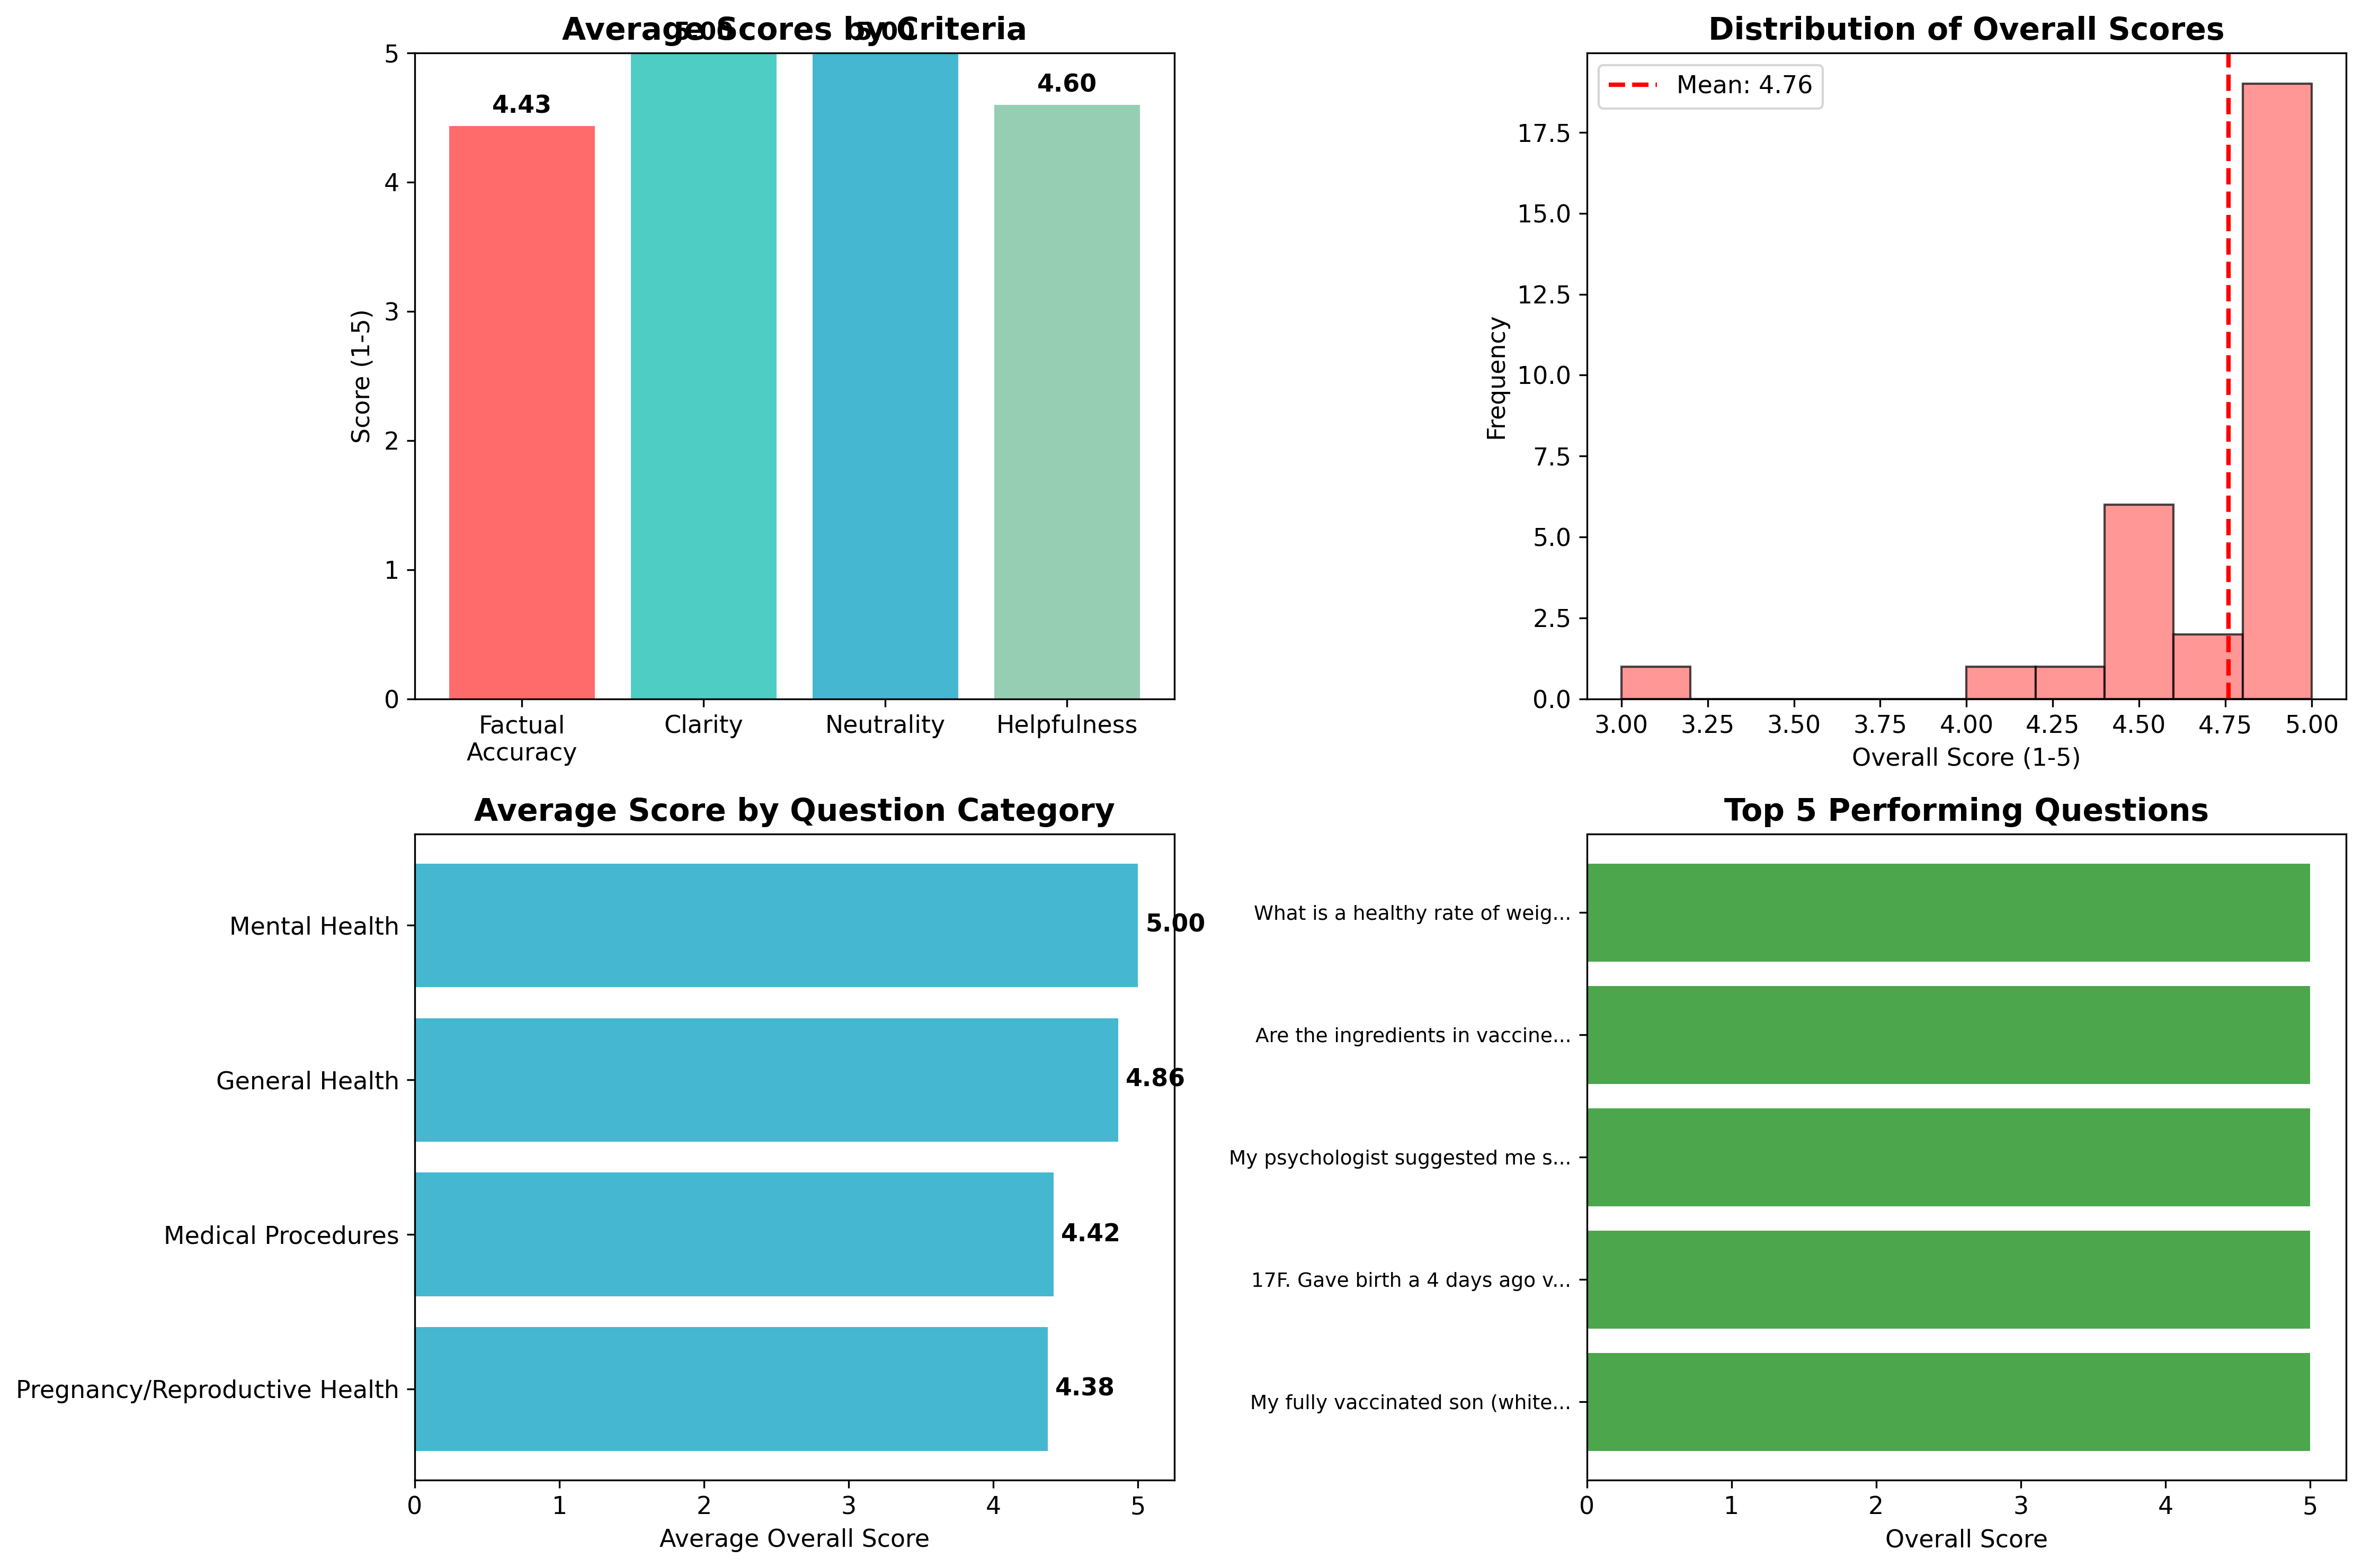 Average Scores by Criteria
5.00
5.00
4.43
4.60
5
4
3
2
1
0
Score (1-5)
Factual
Accuracy
Clarity
Neutrality
Helpfulness
Distribution of Overall Scores
Mean: 4.76
17.5
15.0
12.5
10.0
7.5
5.0
2.5
0.0
Frequency
3.00 3.25 3.50 3.75 4.00 4.25 4.50 4.75 5.00
Overall Score (1-5)
Average Score by Question Category
Mental Health
5.00
General Health
4.86
Medical Procedures
4.42
Pregnancy/Reproductive Health
4.38
0 1 2 3 4 5
Average Overall Score
Top 5 Performing Questions
What is a healthy rate of weig...
Are the ingredients in vaccine...
My psychologist suggested me s...
17F. Gave birth a 4 days ago v...
My fully vaccinated son (white...
0 1 2 3 4 5
Overall Score